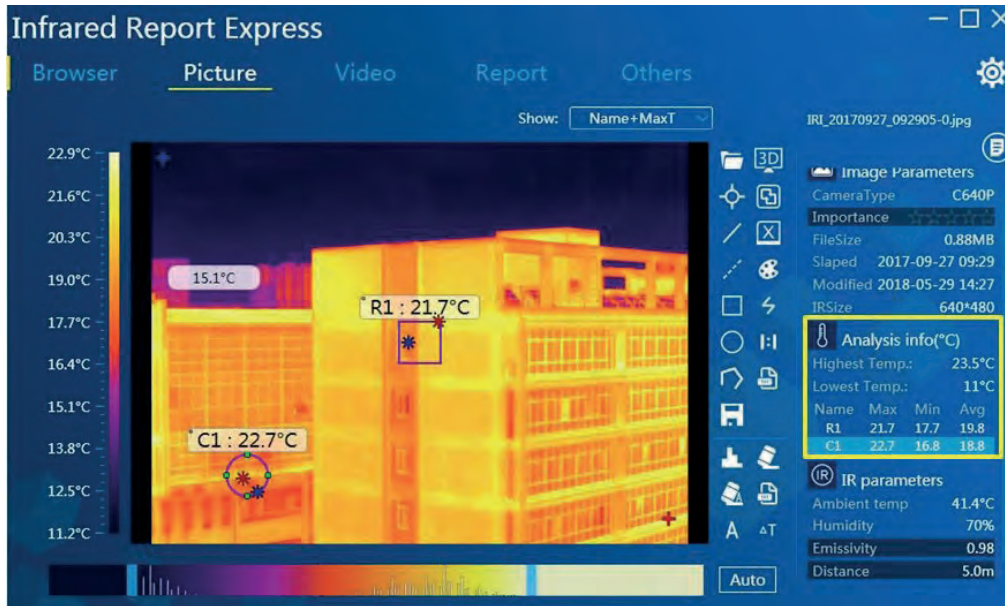 Infrared Report Express
Browser Picture Video Report Others
Show: Name+MaxT
IRI_20170927_092905-0.jpg
22.9°C
21.6°C
20.3°C
19.0°C
17.7°C
16.4°C
15.1°C
13.8°C
12.5°C
11.2°C
15.1°C
R1 : 21.7°C
C1 : 22.7°C
3D
X
1:1
A ΔT
Auto
Image Parameters
CameraType C640P
Importance
FileSize 0.88MB
Slaped 2017-09-27 09:29
Modified 2018-05-29 14:27
IRSize 640*480
Analysis info(°C)
Highest Temp.: 23.5°C
Lowest Temp.: 11°C
Name Max Min Avg
R1 21.7 17.7 19.8
C1 22.7 16.8 18.8
IR IR parameters
Ambient temp 41.4°C
Humidity 70%
Emissivity 0.98
Distance 5.0m